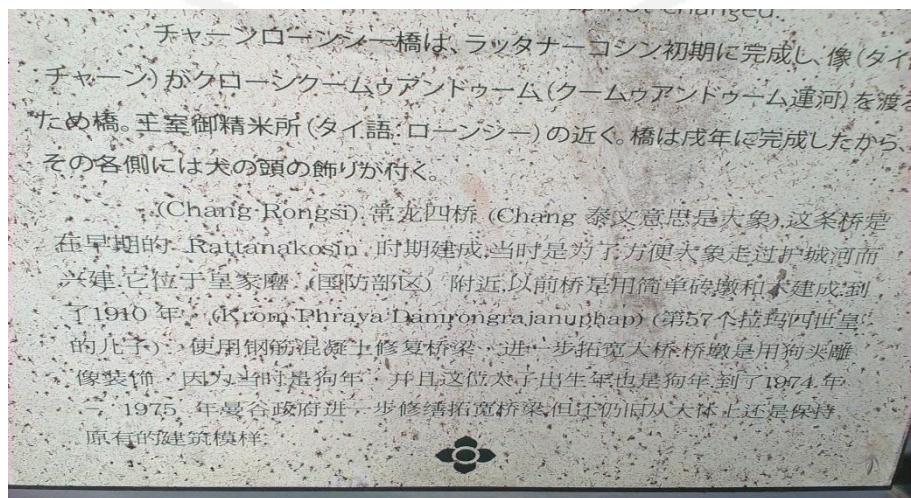 not changed.
チャーンローンシー橋は、ラッタナーコシン初期に完成し、像(タイ
チャーン)がクローンクームゥアンドゥーム(クームゥアンドゥーム運河)を渡る
ため橋。王室御精米所(タイ語:ローンシー)の近く。橋は戌年に完成したから、
その各側には犬の頭の飾りが付く。
(Chang Rongsi) 常龙四桥 (Chang 泰文意思是大象),这条桥是
在早期的 Rattanakosin 时期建成,当时是为了方便大象走过护城河而
兴建.它位于皇家磨 (国防部区) 附近,以前桥是用简单砖墩和木建成,到
了1910 年, (Krom Phraya Damrongrajanuphap) (第57个拉玛四世皇
的儿子) 使用钢筋混凝土修复桥梁,进一步拓宽大桥.桥墩是用狗头雕
像装饰,因为当时是狗年,并且这位太子出生年也是狗年,到了1974 年
- 1975 年曼谷政府进一步修缮拓宽桥梁,但还仍旧从大体上还是保持
原有的建筑模样.